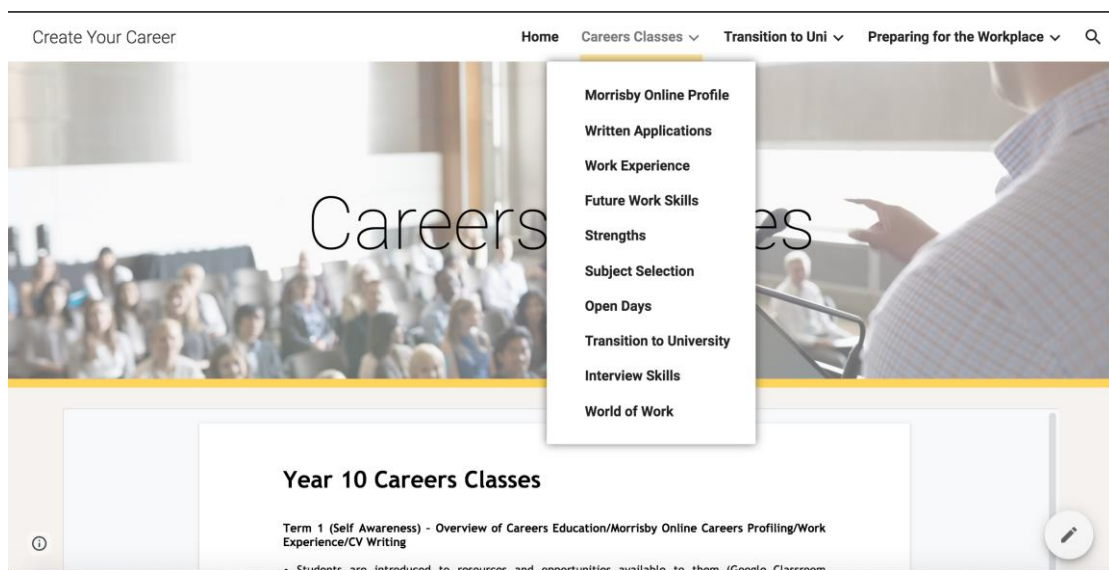 Create Your Career
Home Careers Classes Transition to Uni Preparing for the Workplace
Morrisby Online Profile
Written Applications
Work Experience
Future Work Skills
Strengths
Subject Selection
Open Days
Transition to University
Interview Skills
World of Work
Careers es
Year 10 Careers Classes
Term 1 (Self Awareness) - Overview of Careers Education/Morrisby Online Careers Profiling/Work
Experience/CV Writing
• Students are introduced to resources and opportunities available to them (Google Classroom